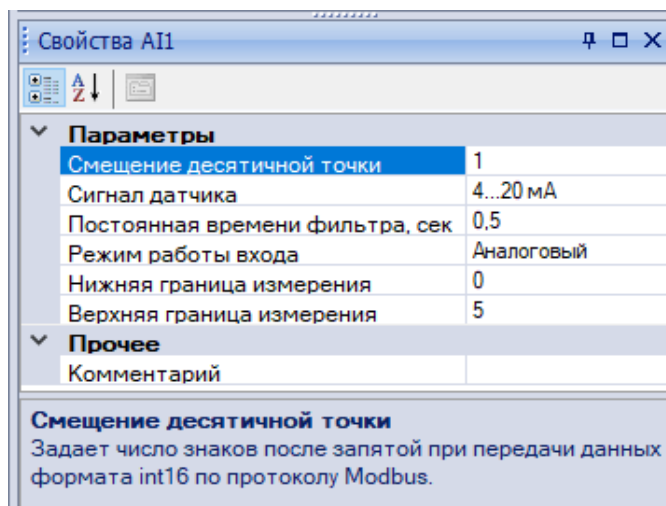 Свойства AI1
Параметры
Смещение десятичной точки 1
Сигнал датчика 4...20 мА
Постоянная времени фильтра, сек 0,5
Режим работы входа Аналоговый
Нижняя граница измерения 0
Верхняя граница измерения 5
Прочее
Комментарий
Смещение десятичной точки
Задает число знаков после запятой при передачи данных
формата int16 по протоколу Modbus.